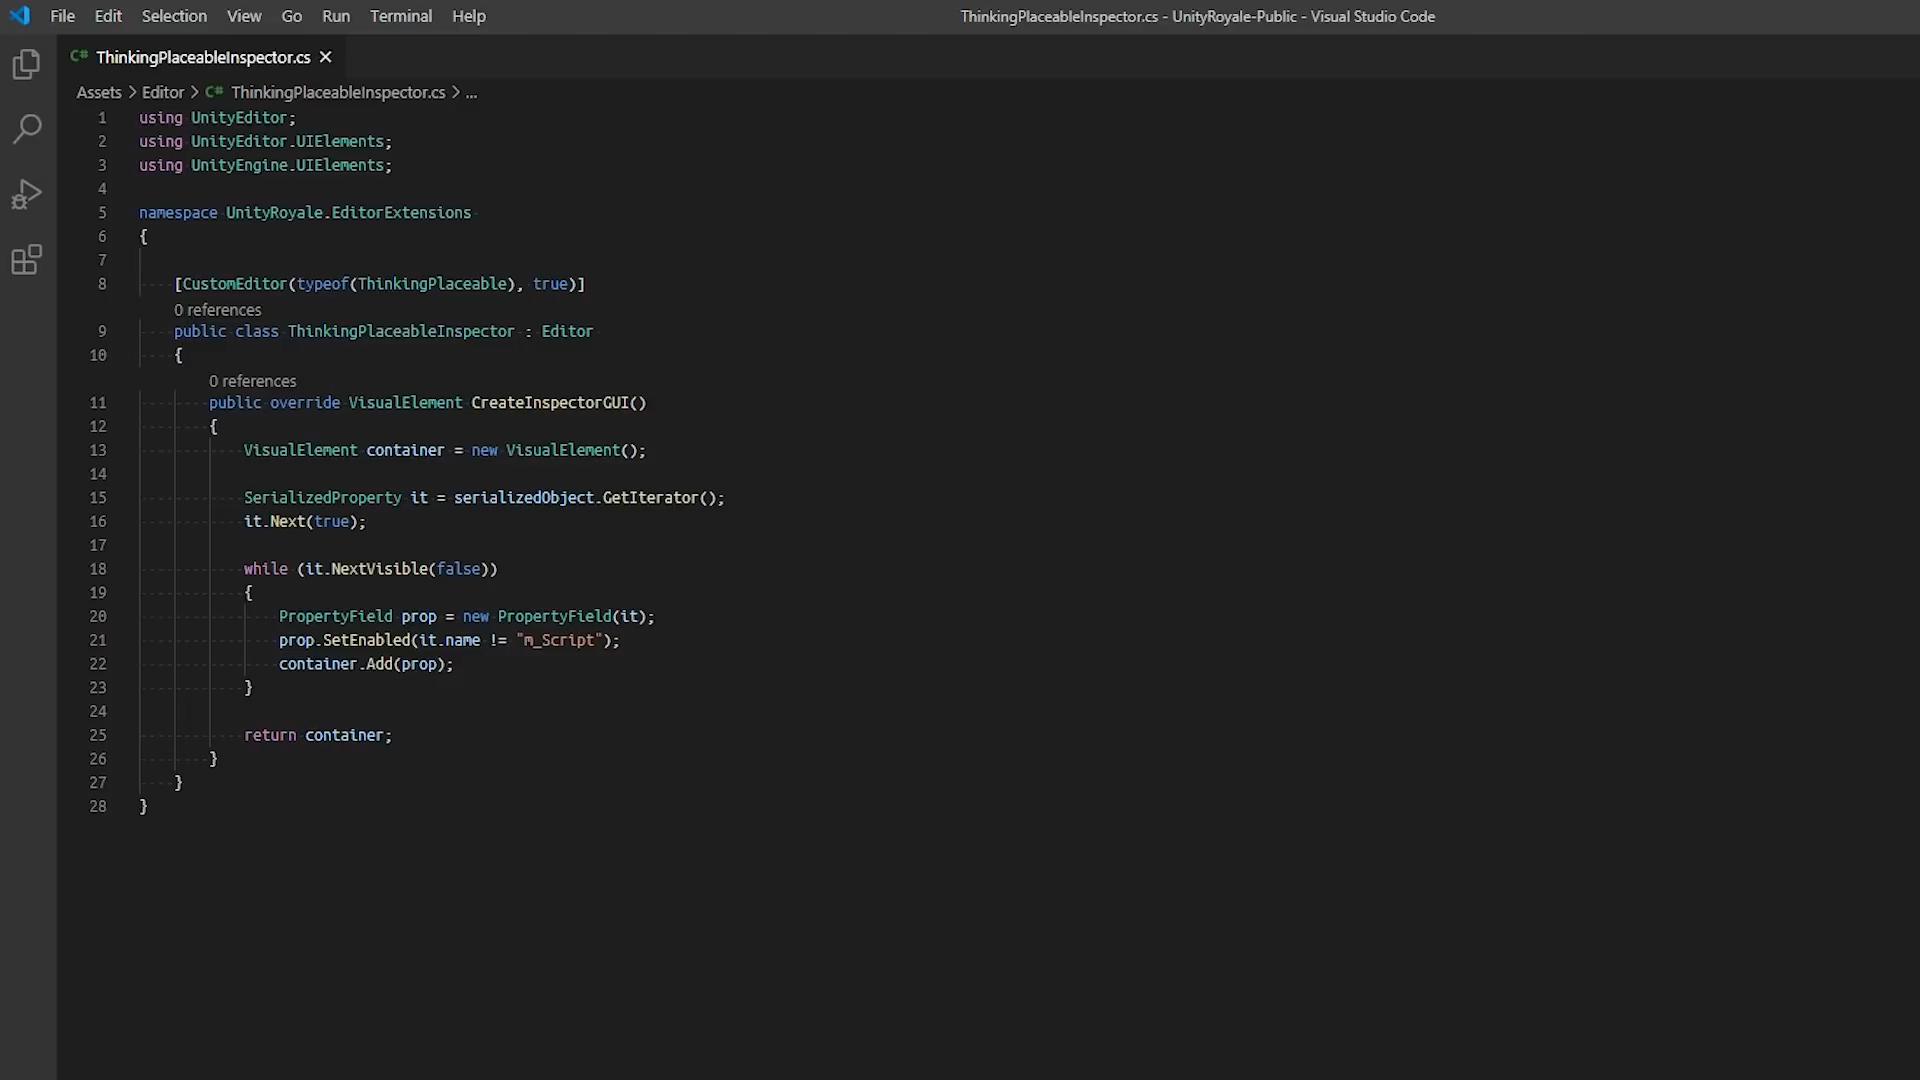 File Edit Selection View Go Run Terminal Help ThinkingPlaceableInspector.cs - UnityRoyale-Public - Visual Studio Code
C# ThinkingPlaceableInspector.cs ×
Assets > Editor > C# ThinkingPlaceableInspector.cs > ...
1 using UnityEditor;
2 using UnityEditor.UIElements;
3 using UnityEngine.UIElements;
4
5 namespace UnityRoyale.EditorExtensions
6 {
7
8 [CustomEditor(typeof(ThinkingPlaceable), true)]
0 references
9 public class ThinkingPlaceableInspector : Editor
10 {
0 references
11 public override VisualElement CreateInspectorGUI()
12 {
13 VisualElement container = new VisualElement();
14
15 SerializedProperty it = serializedObject.GetIterator();
16 it.Next(true);
17
18 while (it.NextVisible(false))
19 {
20 PropertyField prop = new PropertyField(it);
21 prop.SetEnabled(it.name != "m_Script");
22 container.Add(prop);
23 }
24
25 return container;
26 }
27 }
28 }